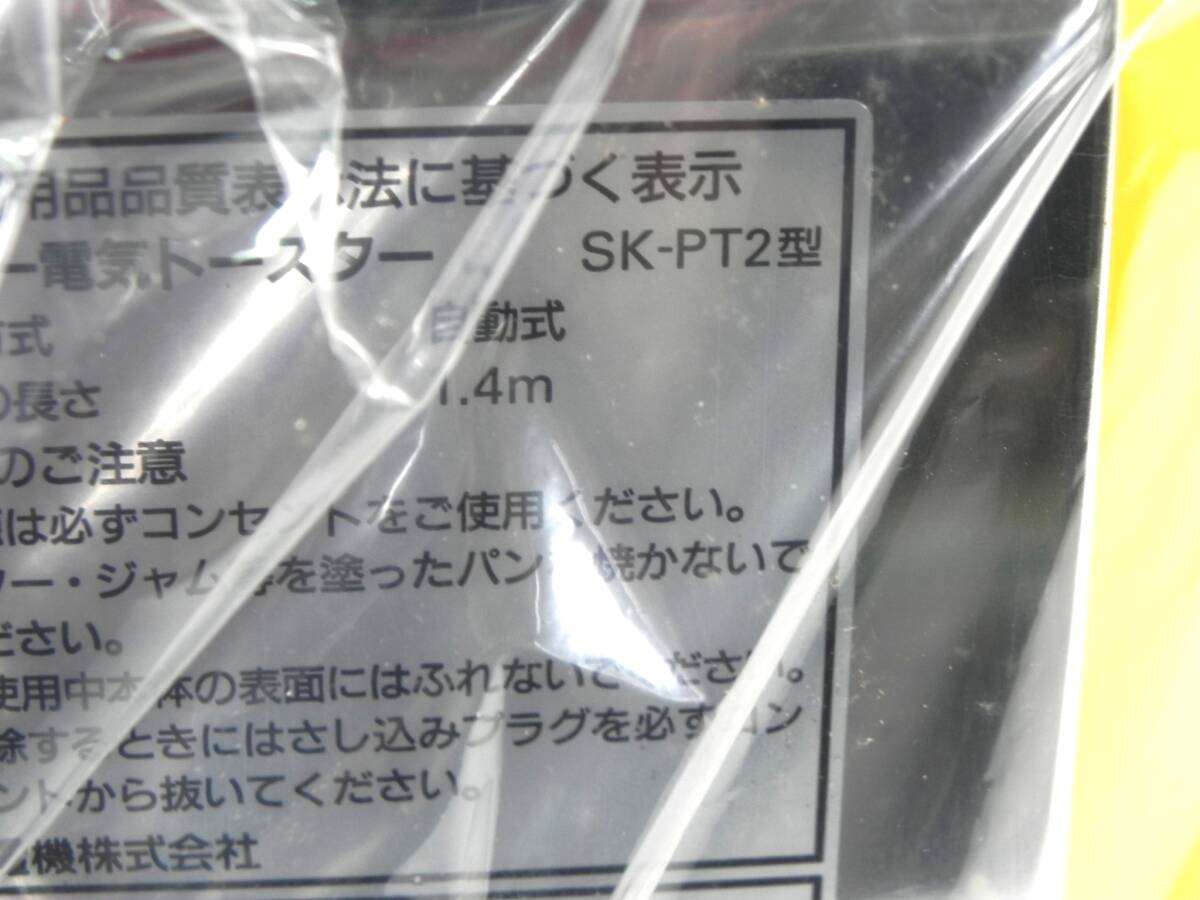 用品品質表示法に基づく表示
ー電気トースター SK-PT2型
方式 自動式
の長さ 1.4m
のご注意
は必ずコンセントをご使用ください。
ター・ジャム等を塗ったパンを焼かないで
ださい。
使用中本体の表面にはふれないでください。
除するときにはさし込みプラグを必ずコン
ントから抜いてください。
電機株式会社